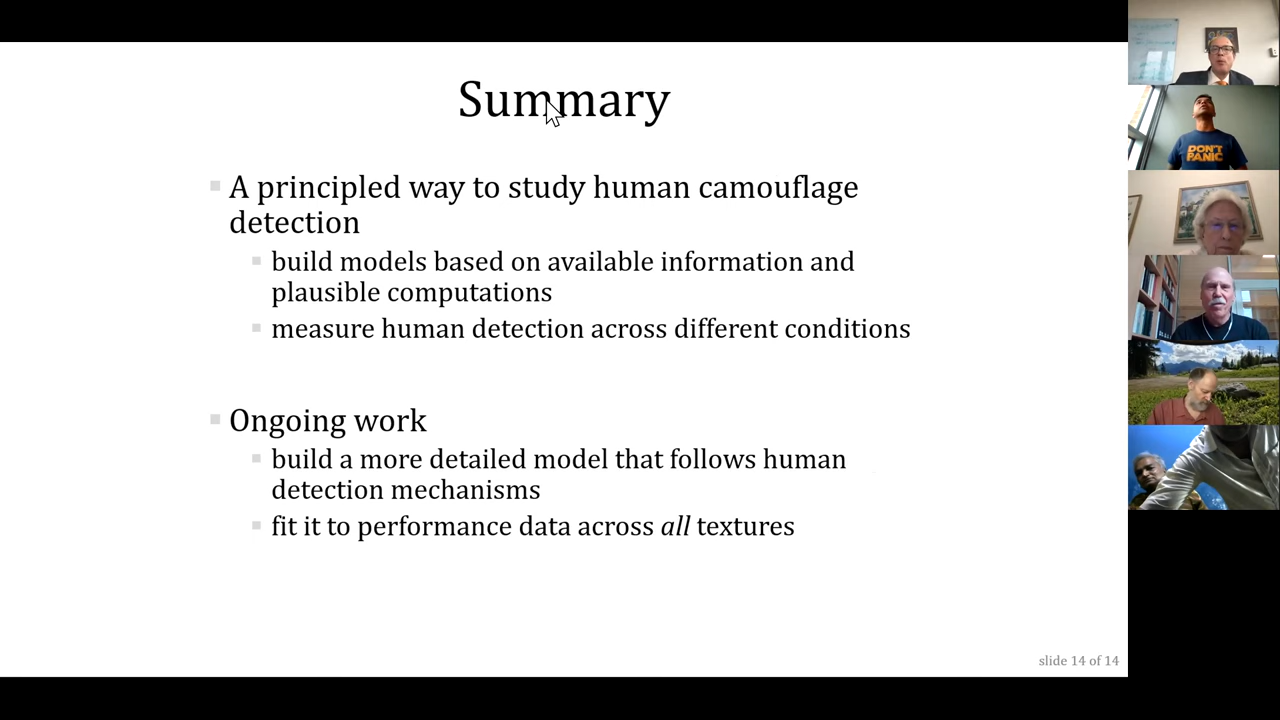 Summary
A principled way to study human camouflage
detection
build models based on available information and
plausible computations
measure human detection across different conditions
Ongoing work
build a more detailed model that follows human
detection mechanisms
fit it to performance data across all textures
slide 14 of 14
DON'T
PANIC